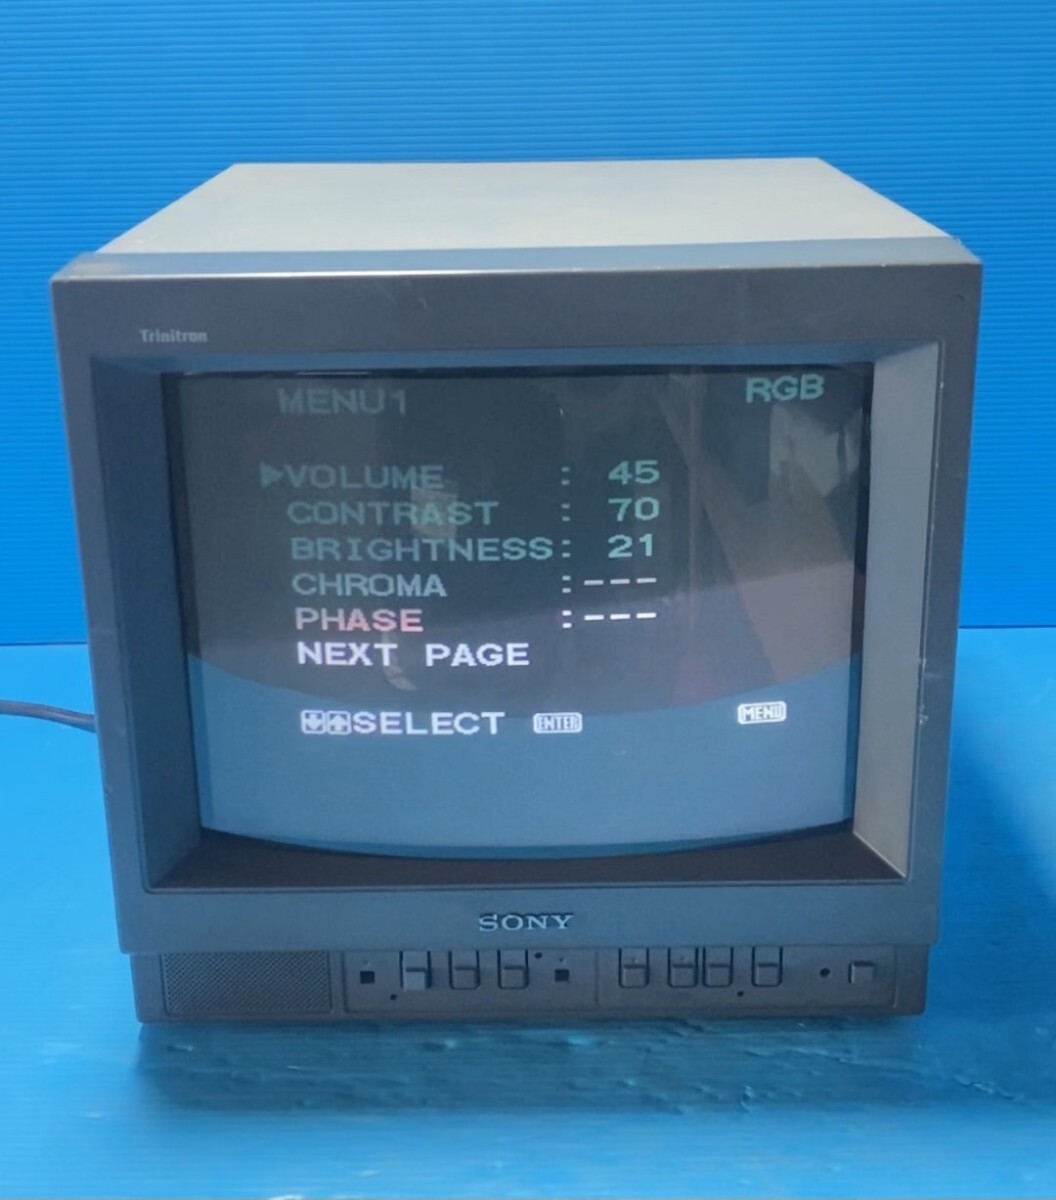 Trinitron
MENU1 RGB
▶VOLUME : 45
CONTRAST : 70
BRIGHTNESS: 21
CHROMA :---
PHASE :---
NEXT PAGE
⬇⬆SELECT ENTER MENU
SONY